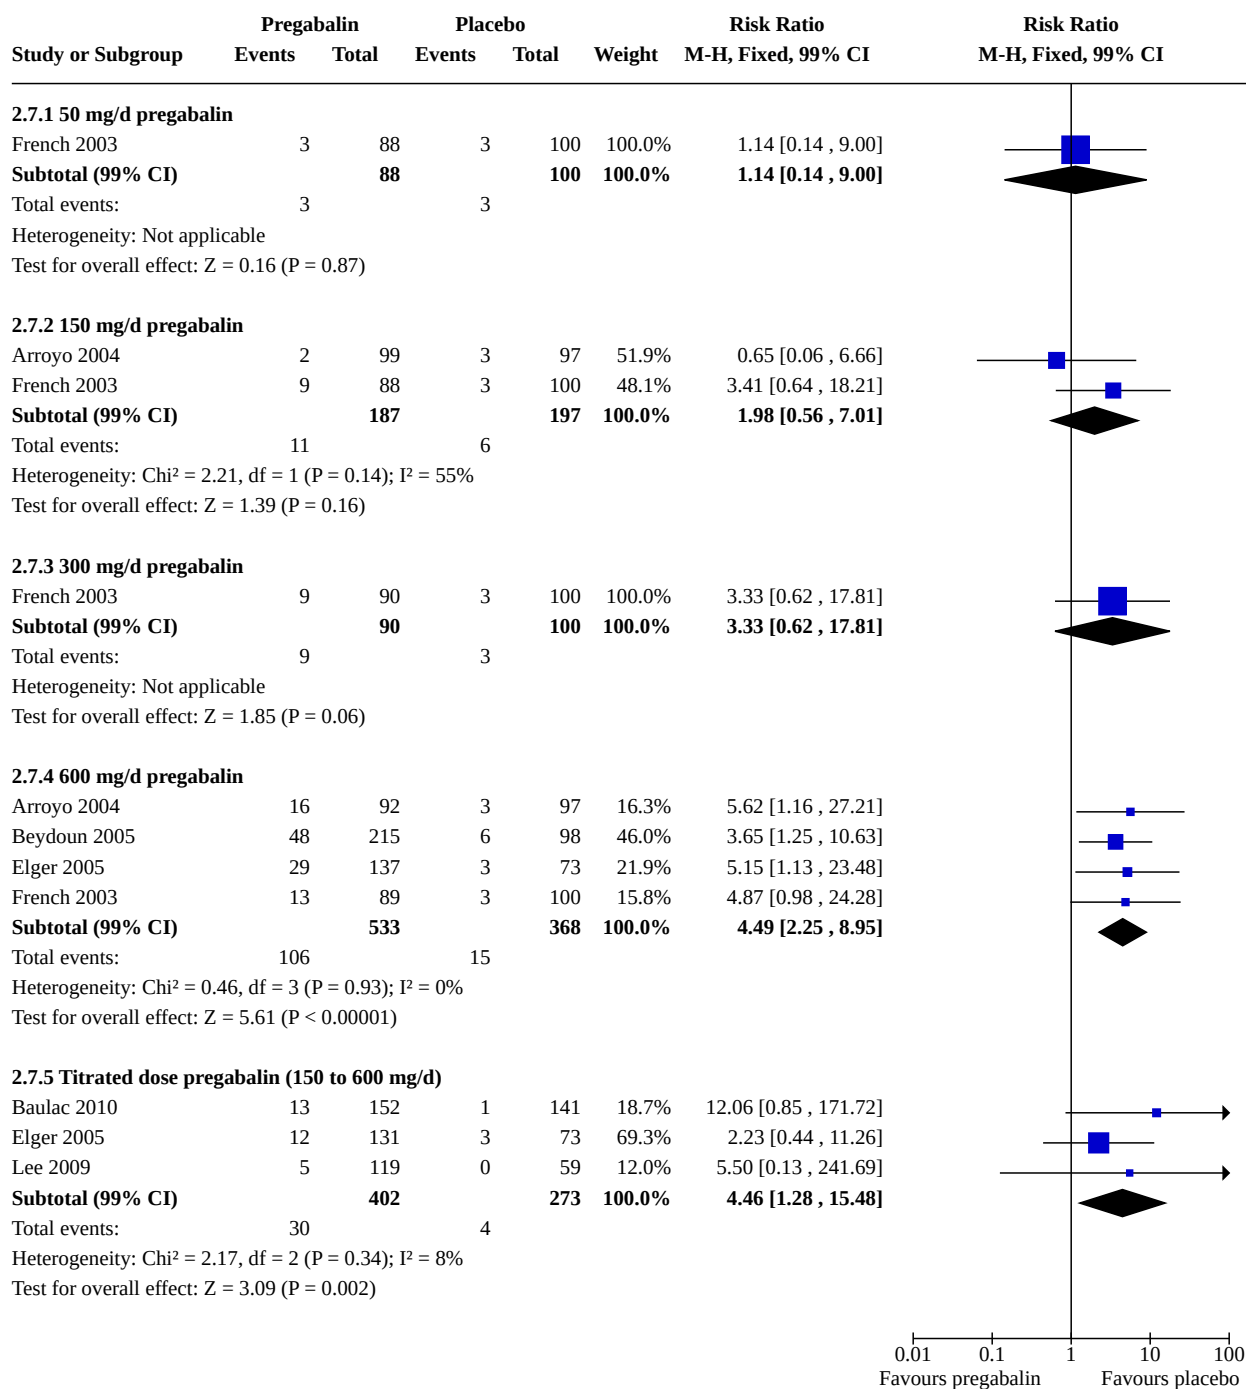 Pregabalin Placebo Risk Ratio Risk Ratio
Study or Subgroup Events Total Events Total Weight M-H, Fixed, 99% CI M-H, Fixed, 99% CI
2.7.1 50 mg/d pregabalin
French 2003 3 88 3 100 100.0% 1.14 [0.14 , 9.00]
Subtotal (99% CI) 88 100 100.0% 1.14 [0.14 , 9.00]
Total events: 3 3
Heterogeneity: Not applicable
Test for overall effect: Z = 0.16 (P = 0.87)
2.7.2 150 mg/d pregabalin
Arroyo 2004 2 99 3 97 51.9% 0.65 [0.06 , 6.66]
French 2003 9 88 3 100 48.1% 3.41 [0.64 , 18.21]
Subtotal (99% CI) 187 197 100.0% 1.98 [0.56 , 7.01]
Total events: 11 6
Heterogeneity: Chi² = 2.21, df = 1 (P = 0.14); I² = 55%
Test for overall effect: Z = 1.39 (P = 0.16)
2.7.3 300 mg/d pregabalin
French 2003 9 90 3 100 100.0% 3.33 [0.62 , 17.81]
Subtotal (99% CI) 90 100 100.0% 3.33 [0.62 , 17.81]
Total events: 9 3
Heterogeneity: Not applicable
Test for overall effect: Z = 1.85 (P = 0.06)
2.7.4 600 mg/d pregabalin
Arroyo 2004 16 92 3 97 16.3% 5.62 [1.16 , 27.21]
Beydoun 2005 48 215 6 98 46.0% 3.65 [1.25 , 10.63]
Elger 2005 29 137 3 73 21.9% 5.15 [1.13 , 23.48]
French 2003 13 89 3 100 15.8% 4.87 [0.98 , 24.28]
Subtotal (99% CI) 533 368 100.0% 4.49 [2.25 , 8.95]
Total events: 106 15
Heterogeneity: Chi² = 0.46, df = 3 (P = 0.93); I² = 0%
Test for overall effect: Z = 5.61 (P < 0.00001)
2.7.5 Titrated dose pregabalin (150 to 600 mg/d)
Baulac 2010 13 152 1 141 18.7% 12.06 [0.85 , 171.72]
Elger 2005 12 131 3 73 69.3% 2.23 [0.44 , 11.26]
Lee 2009 5 119 0 59 12.0% 5.50 [0.13 , 241.69]
Subtotal (99% CI) 402 273 100.0% 4.46 [1.28 , 15.48]
Total events: 30 4
Heterogeneity: Chi² = 2.17, df = 2 (P = 0.34); I² = 8%
Test for overall effect: Z = 3.09 (P = 0.002)
0.01 0.1 1 10 100
Favours pregabalin Favours placebo